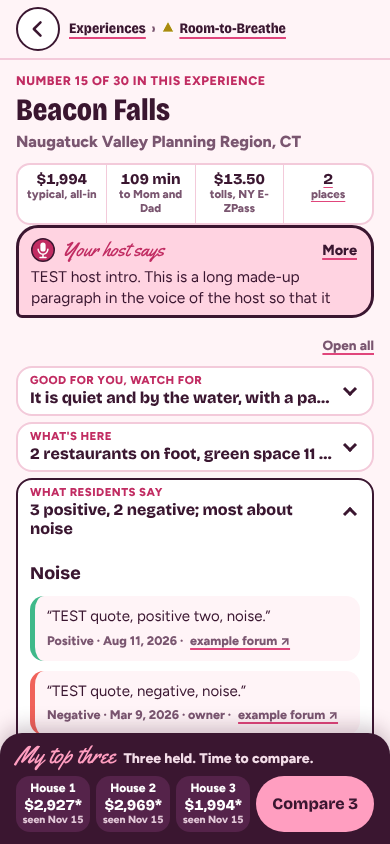 Experiences › Room-to-Breathe
NUMBER 15 OF 30 IN THIS EXPERIENCE
Beacon Falls
Naugatuck Valley Planning Region, CT
$1,994 109 min $13.50 2
typical, all-in to Mom and Dad tolls, NY E-ZPass places
Your host says More
TEST host intro. This is a long made-up
paragraph in the voice of the host so that it
Open all
GOOD FOR YOU, WATCH FOR
It is quiet and by the water, with a pa...
WHAT'S HERE
2 restaurants on foot, green space 11 ...
WHAT RESIDENTS SAY
3 positive, 2 negative; most about
noise
Noise
“TEST quote, positive two, noise.”
Positive · Aug 11, 2026 · example forum ↗
“TEST quote, negative, noise.”
Negative · Mar 9, 2026 · owner · example forum ↗
My top three Three held. Time to compare.
House 1 House 2 House 3
$2,927* $2,969* $1,994* Compare 3
seen Nov 15 seen Nov 15 seen Nov 15